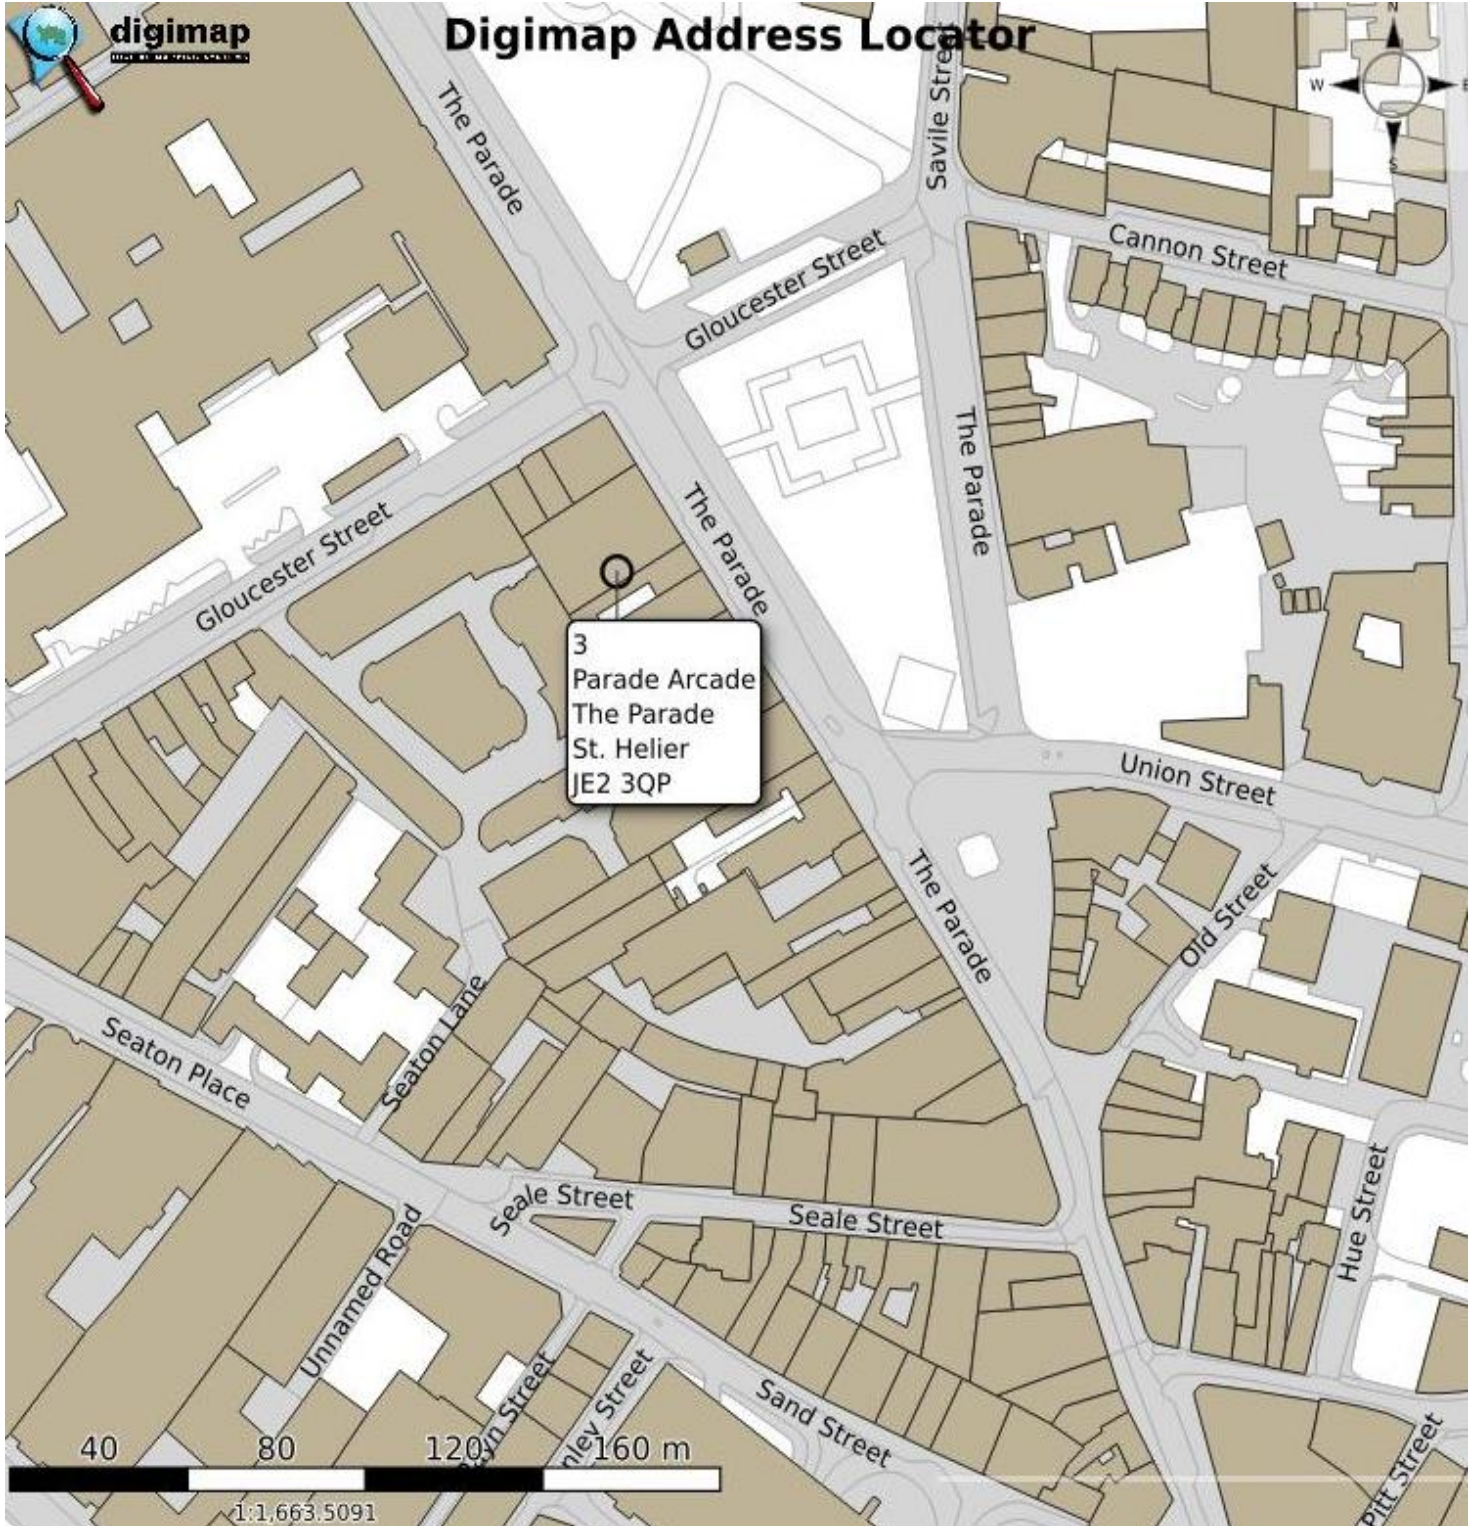 digimap
Digimap Address Locator
N
W
S
The Parade
Savile Street
Cannon Street
Gloucester Street
The Parade
The Parade
Gloucester Street
3
Parade Arcade
The Parade
St. Helier
JE2 3QP
Union Street
The Parade
Old Street
Seaton Lane
Seaton Place
Seale Street
Seale Street
Hue Street
Unnamed Road
Sand Street
Pitt Street
40 80 120 160 m
1:1,663.5091